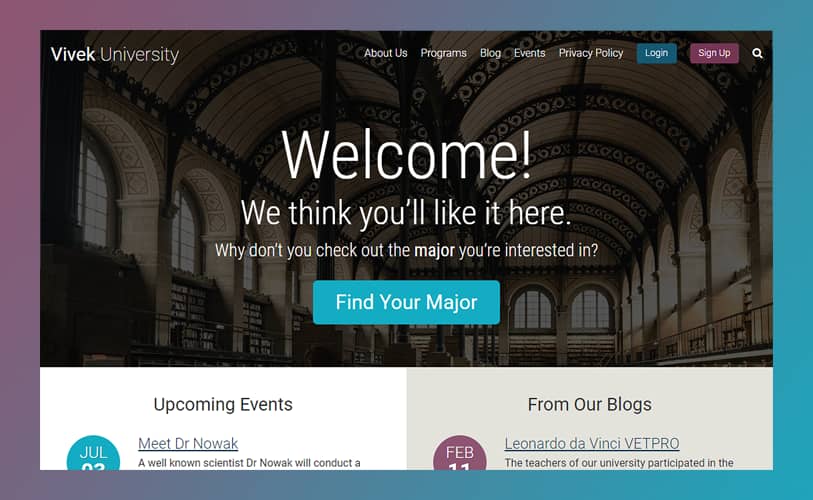 Vivek University
About Us Programs Blog Events Privacy Policy Login Sign Up
Welcome!
We think you'll like it here.
Why don't you check out the major you're interested in?
Find Your Major
Upcoming Events
JUL
03
Meet Dr Nowak
A well known scientist Dr Nowak will conduct a
From Our Blogs
FEB
11
Leonardo da Vinci VETPRO
The teachers of our university participated in the